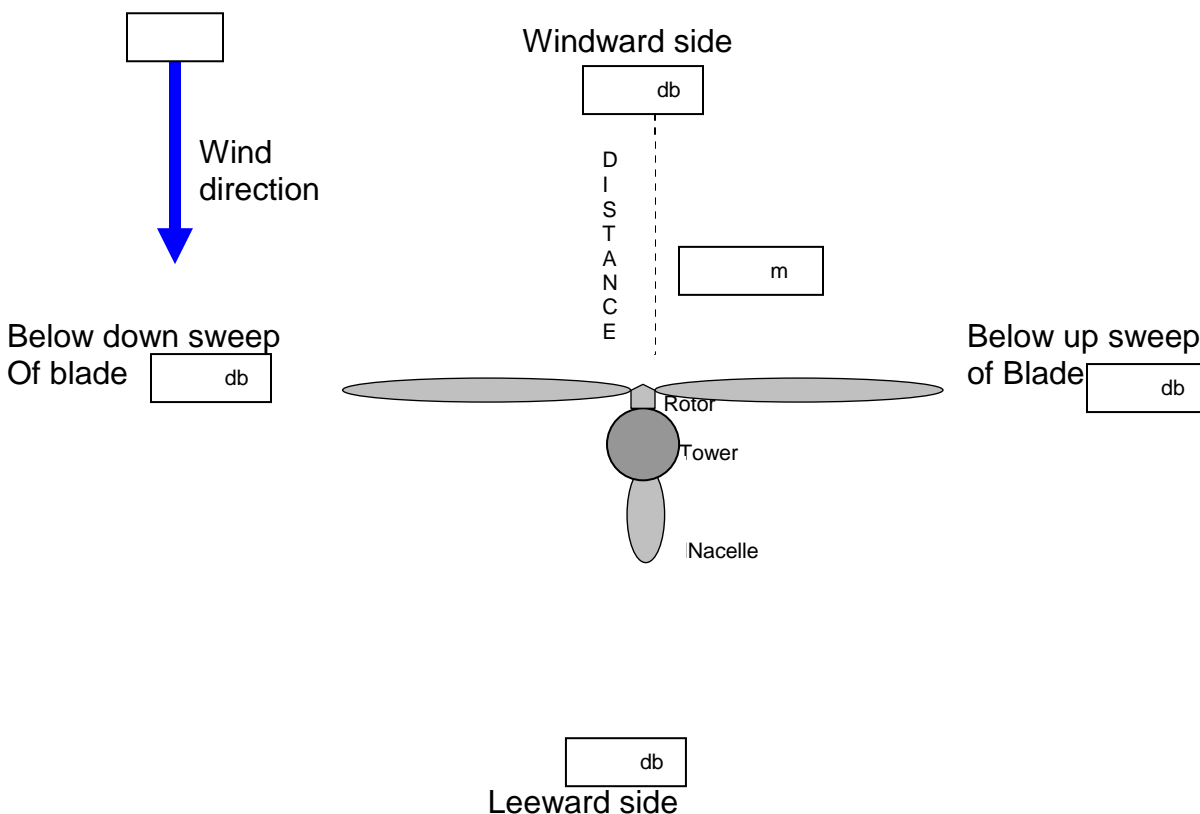 Windward side
db
Wind
direction
D
I
S
T
A
N
C
E
m
Below down sweep
Of blade
db
Below up sweep
of Blade
db
Rotor
Tower
Nacelle
db
Leeward side